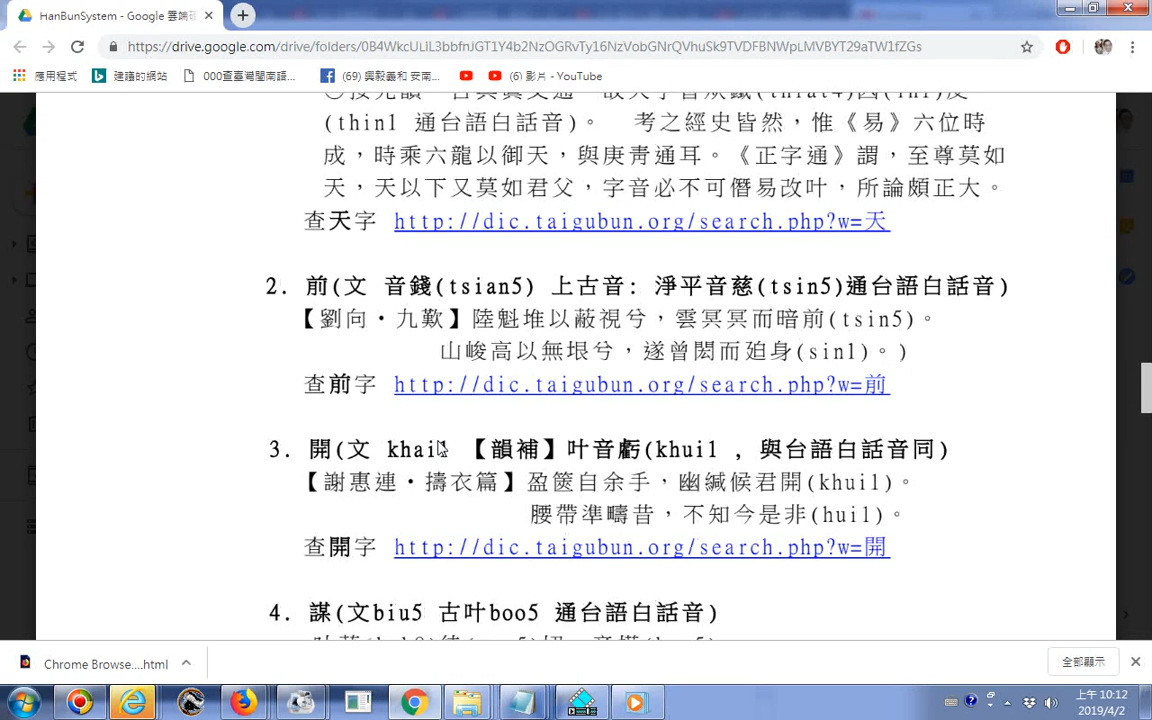 HanBunSystem - Google 雲端硬
https://drive.google.com/drive/folders/0B4WkcULlL3bbfnJGT1Y4b2NzOGRvTy16NzVobGNrQVhuSk9TVDFBNWpLMVBYT29aTW1fZGs
應用程式 建議的網站 000查臺灣閩南語... (69) 興毅義和 安南... (6) 影片 - YouTube
(thin1 通台語白話音)。 考之經史皆然，惟《易》六位時
成，時乘六龍以御天，與庚靑通耳。《正字通》謂，至尊莫如
天，天以下又莫如君父，字音必不可僭易改叶，所論頗正大。
查天字 http://dic.taigubun.org/search.php?w=天
2. 前(文 音錢(tsian5) 上古音: 淨平音慈(tsin5)通台語白話音)
【劉向・九歎】陸魁堆以蔽視兮，雲冥冥而暗前(tsin5)。
山峻高以無垠兮，遂曾閎而迫身(sin1)。)
查前字 http://dic.taigubun.org/search.php?w=前
3. 開(文 khai1 【韻補】叶音虧(khui1 , 與台語白話音同)
【謝惠連・擣衣篇】盈篋自余手，幽緘候君開(khui1)。
腰帶準疇昔，不知今是非(hui1)。
查開字 http://dic.taigubun.org/search.php?w=開
4. 謀(文biu5 古叶boo5 通台語白話音)
Chrome Browse....html
全部顯示
上午 10:12
2019/4/2